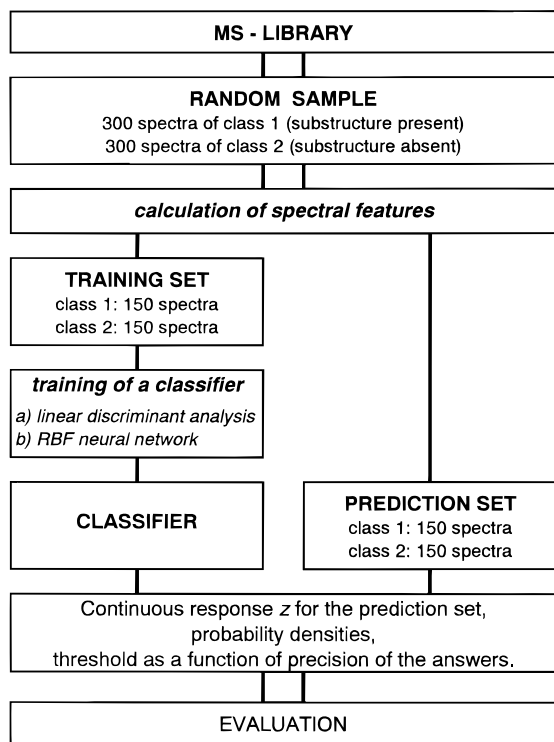 MS - LIBRARY
RANDOM SAMPLE
300 spectra of class 1 (substructure present)
300 spectra of class 2 (substructure absent)
calculation of spectral features
TRAINING SET
class 1: 150 spectra
class 2: 150 spectra
training of a classifier
a) linear discriminant analysis
b) RBF neural network
CLASSIFIER
PREDICTION SET
class 1: 150 spectra
class 2: 150 spectra
Continuous response z for the prediction set,
probability densities,
threshold as a function of precision of the answers.
EVALUATION